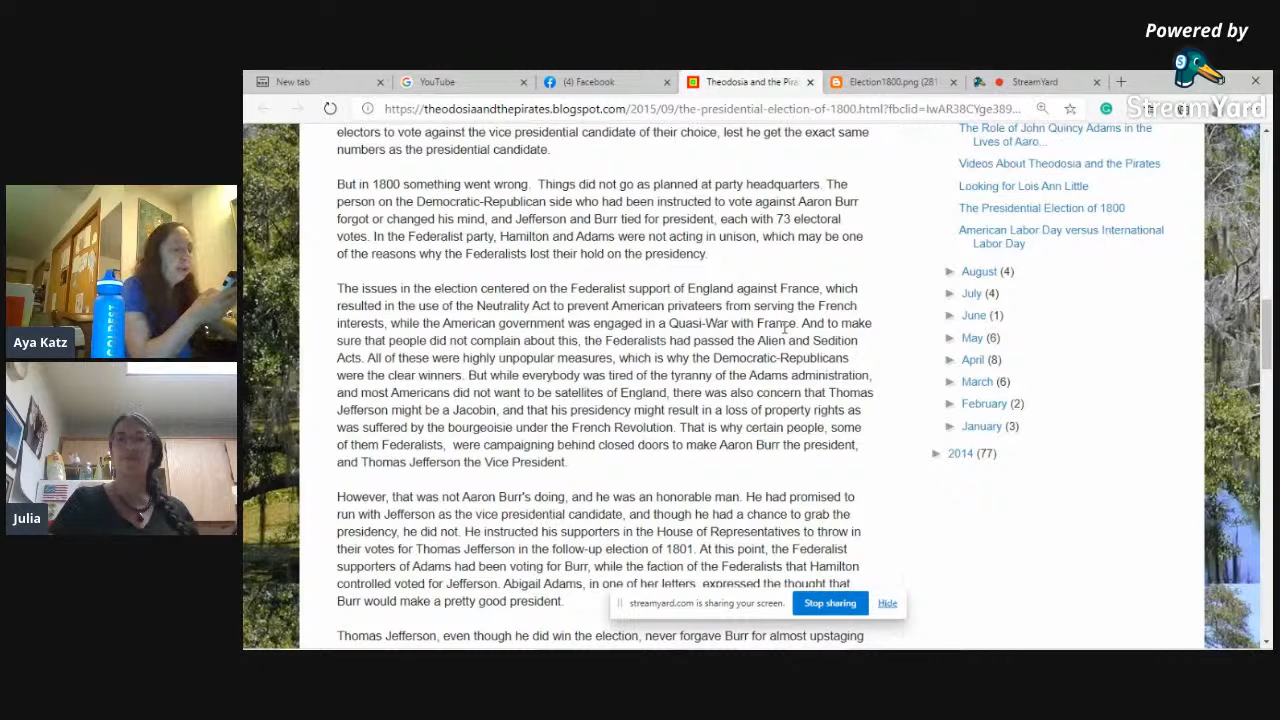 Powered by
StreamYard
New tab
YouTube
(4) Facebook
Theodosia and the Pira
Election1800.png (281
StreamYard
https://theodosiaandthepirates.blogspot.com/2015/09/the-presidential-election-of-1800.html?fbclid=IwAR38CYge389...
electors to vote against the vice presidential candidate of their choice, lest he get the exact same
numbers as the presidential candidate.
But in 1800 something went wrong. Things did not go as planned at party headquarters. The
person on the Democratic-Republican side who had been instructed to vote against Aaron Burr
forgot or changed his mind, and Jefferson and Burr tied for president, each with 73 electoral
votes. In the Federalist party, Hamilton and Adams were not acting in unison, which may be one
of the reasons why the Federalists lost their hold on the presidency.
The issues in the election centered on the Federalist support of England against France, which
resulted in the use of the Neutrality Act to prevent American privateers from serving the French
interests, while the American government was engaged in a Quasi-War with France. And to make
sure that people did not complain about this, the Federalists had passed the Alien and Sedition
Acts. All of these were highly unpopular measures, which is why the Democratic-Republicans
were the clear winners. But while everybody was tired of the tyranny of the Adams administration,
and most Americans did not want to be satellites of England, there was also concern that Thomas
Jefferson might be a Jacobin, and that his presidency might result in a loss of property rights as
was suffered by the bourgeoisie under the French Revolution. That is why certain people, some
of them Federalists, were campaigning behind closed doors to make Aaron Burr the president,
and Thomas Jefferson the Vice President.
However, that was not Aaron Burr's doing, and he was an honorable man. He had promised to
run with Jefferson as the vice presidential candidate, and though he had a chance to grab the
presidency, he did not. He instructed his supporters in the House of Representatives to throw in
their votes for Thomas Jefferson in the follow-up election of 1801. At this point, the Federalist
supporters of Adams had been voting for Burr, while the faction of the Federalists that Hamilton
controlled voted for Jefferson. Abigail Adams, in one of her letters, expressed the thought that
Burr would make a pretty good president.
Thomas Jefferson, even though he did win the election, never forgave Burr for almost upstaging
The Role of John Quincy Adams in the
Lives of Aaro...
Videos About Theodosia and the Pirates
Looking for Lois Ann Little
The Presidential Election of 1800
American Labor Day versus International
Labor Day
August (4)
July (4)
June (1)
May (6)
April (8)
March (6)
February (2)
January (3)
2014 (77)
streamyard.com is sharing your screen.
Stop sharing
Hide
Aya Katz
Julia
COLDEST